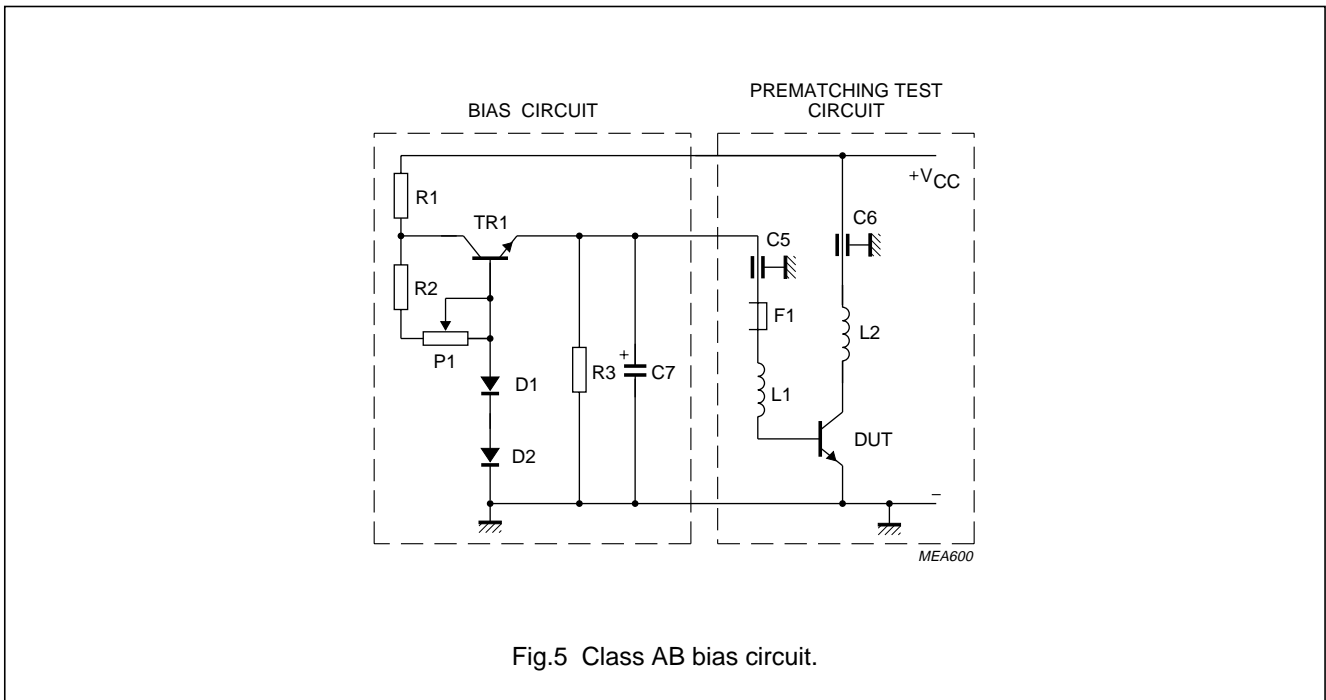 PREMATCHING TEST
CIRCUIT
BIAS CIRCUIT
+VCC
R1
TR1
C6
C5
R2
F1
L2
P1
R3
+
C7
D1
L1
DUT
D2
–
MEA600
Fig.5 Class AB bias circuit.